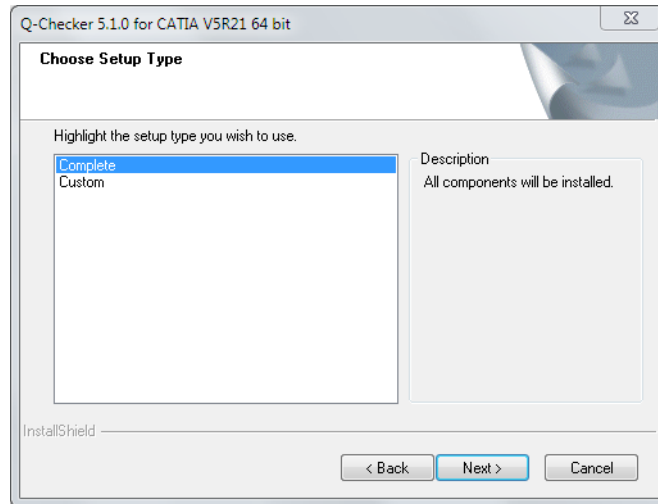 Q-Checker 5.1.0 for CATIA V5R21 64 bit
Choose Setup Type
Highlight the setup type you wish to use.
Complete
Custom
Description
All components will be installed.
InstallShield
< Back
Next >
Cancel